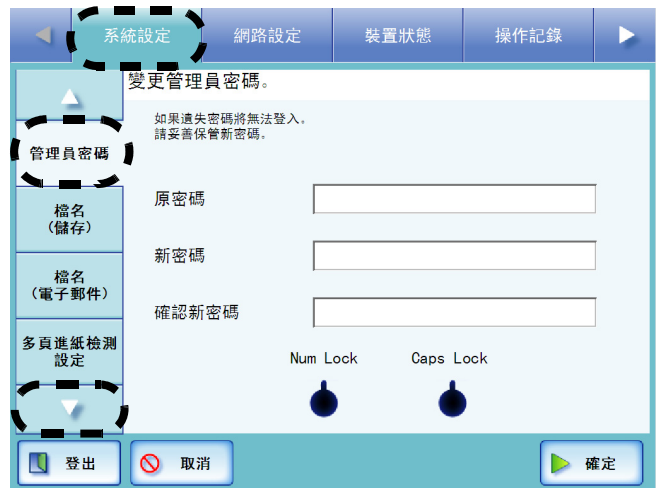 系統設定
網路設定
裝置狀態
操作記錄
變更管理員密碼。
如果遺失密碼將無法登入。
請妥善保管新密碼。
管理員密碼
檔名
(儲存)
檔名
(電子郵件)
多頁進紙檢測
設定
原密碼
新密碼
確認新密碼
Num Lock
Caps Lock
登出
取消
確定